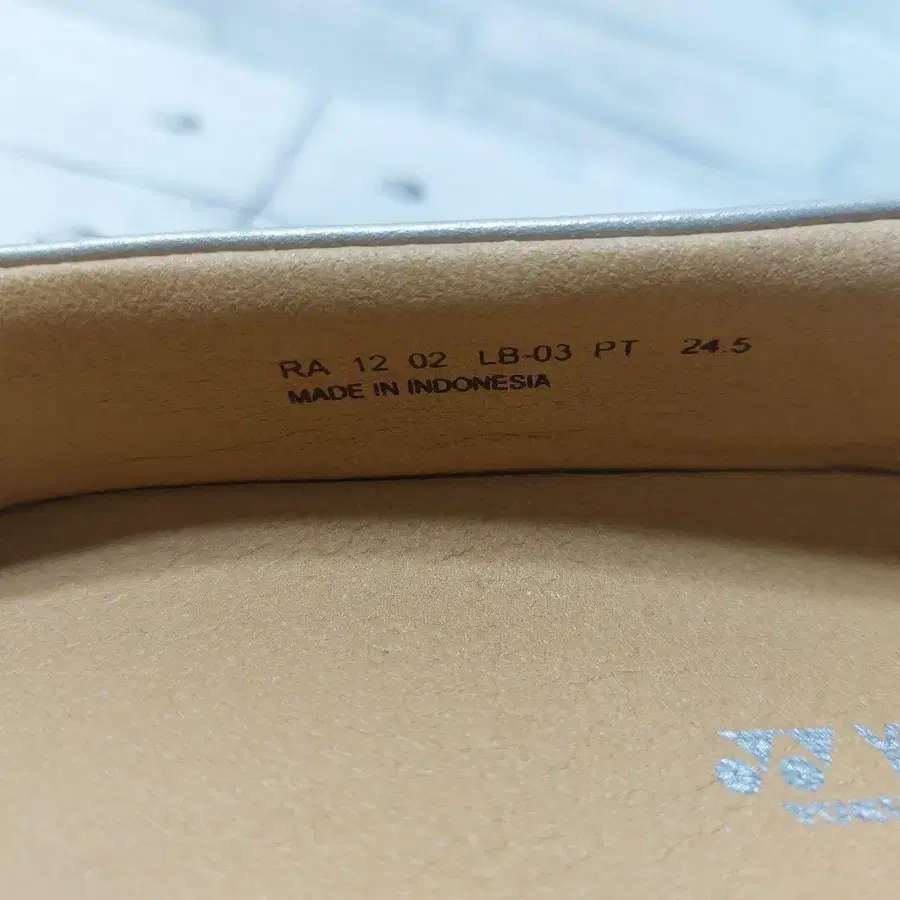 RA 12 02 LB-03 PT 24.5
MADE IN INDONESIA